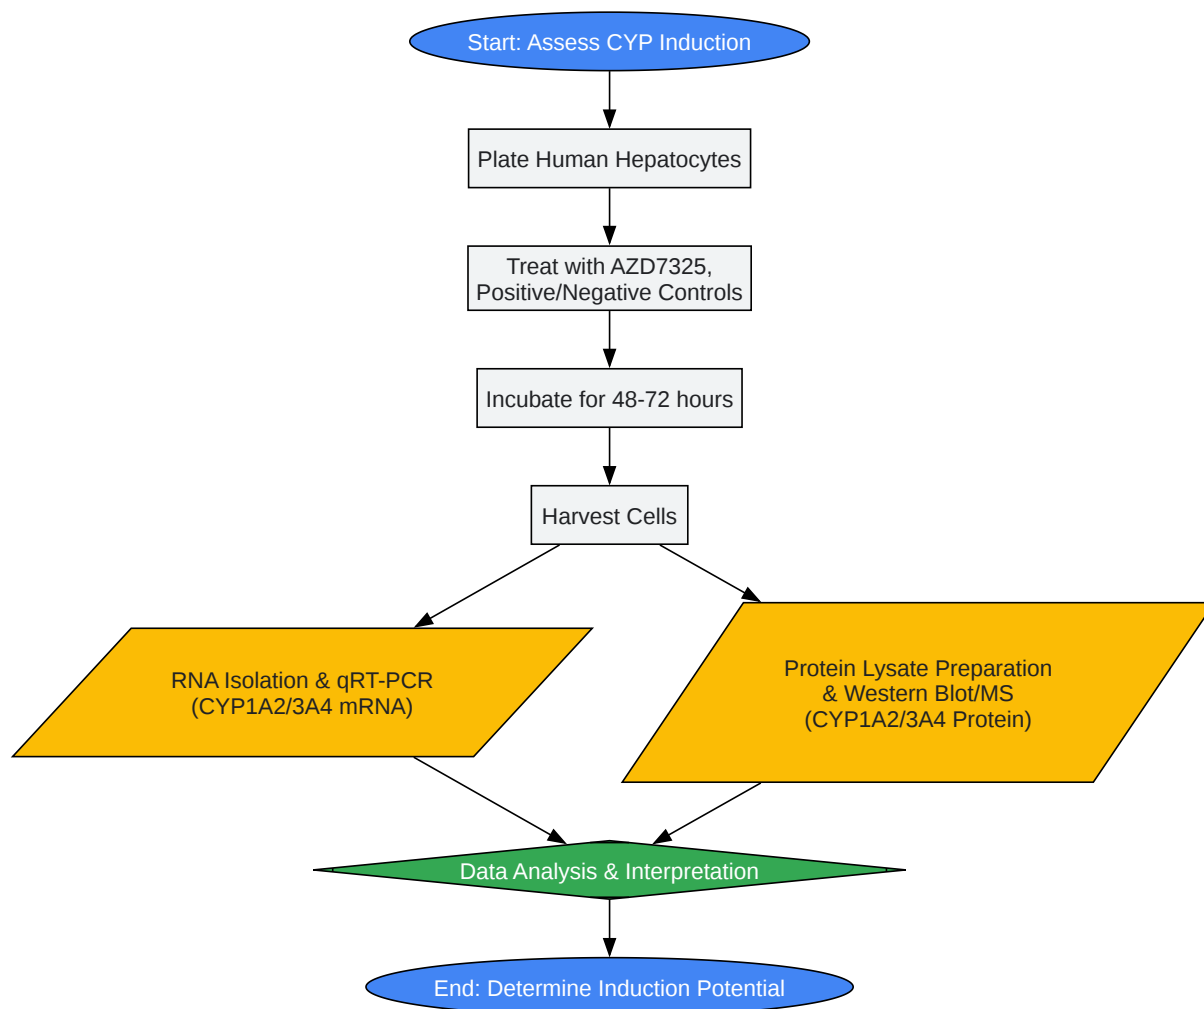 Start: Assess CYP Induction
Plate Human Hepatocytes
Treat with AZD7325,
Positive/Negative Controls
Incubate for 48-72 hours
Harvest Cells
RNA Isolation & qRT-PCR
(CYP1A2/3A4 mRNA)
Protein Lysate Preparation
& Western Blot/MS
(CYP1A2/3A4 Protein)
Data Analysis & Interpretation
End: Determine Induction Potential